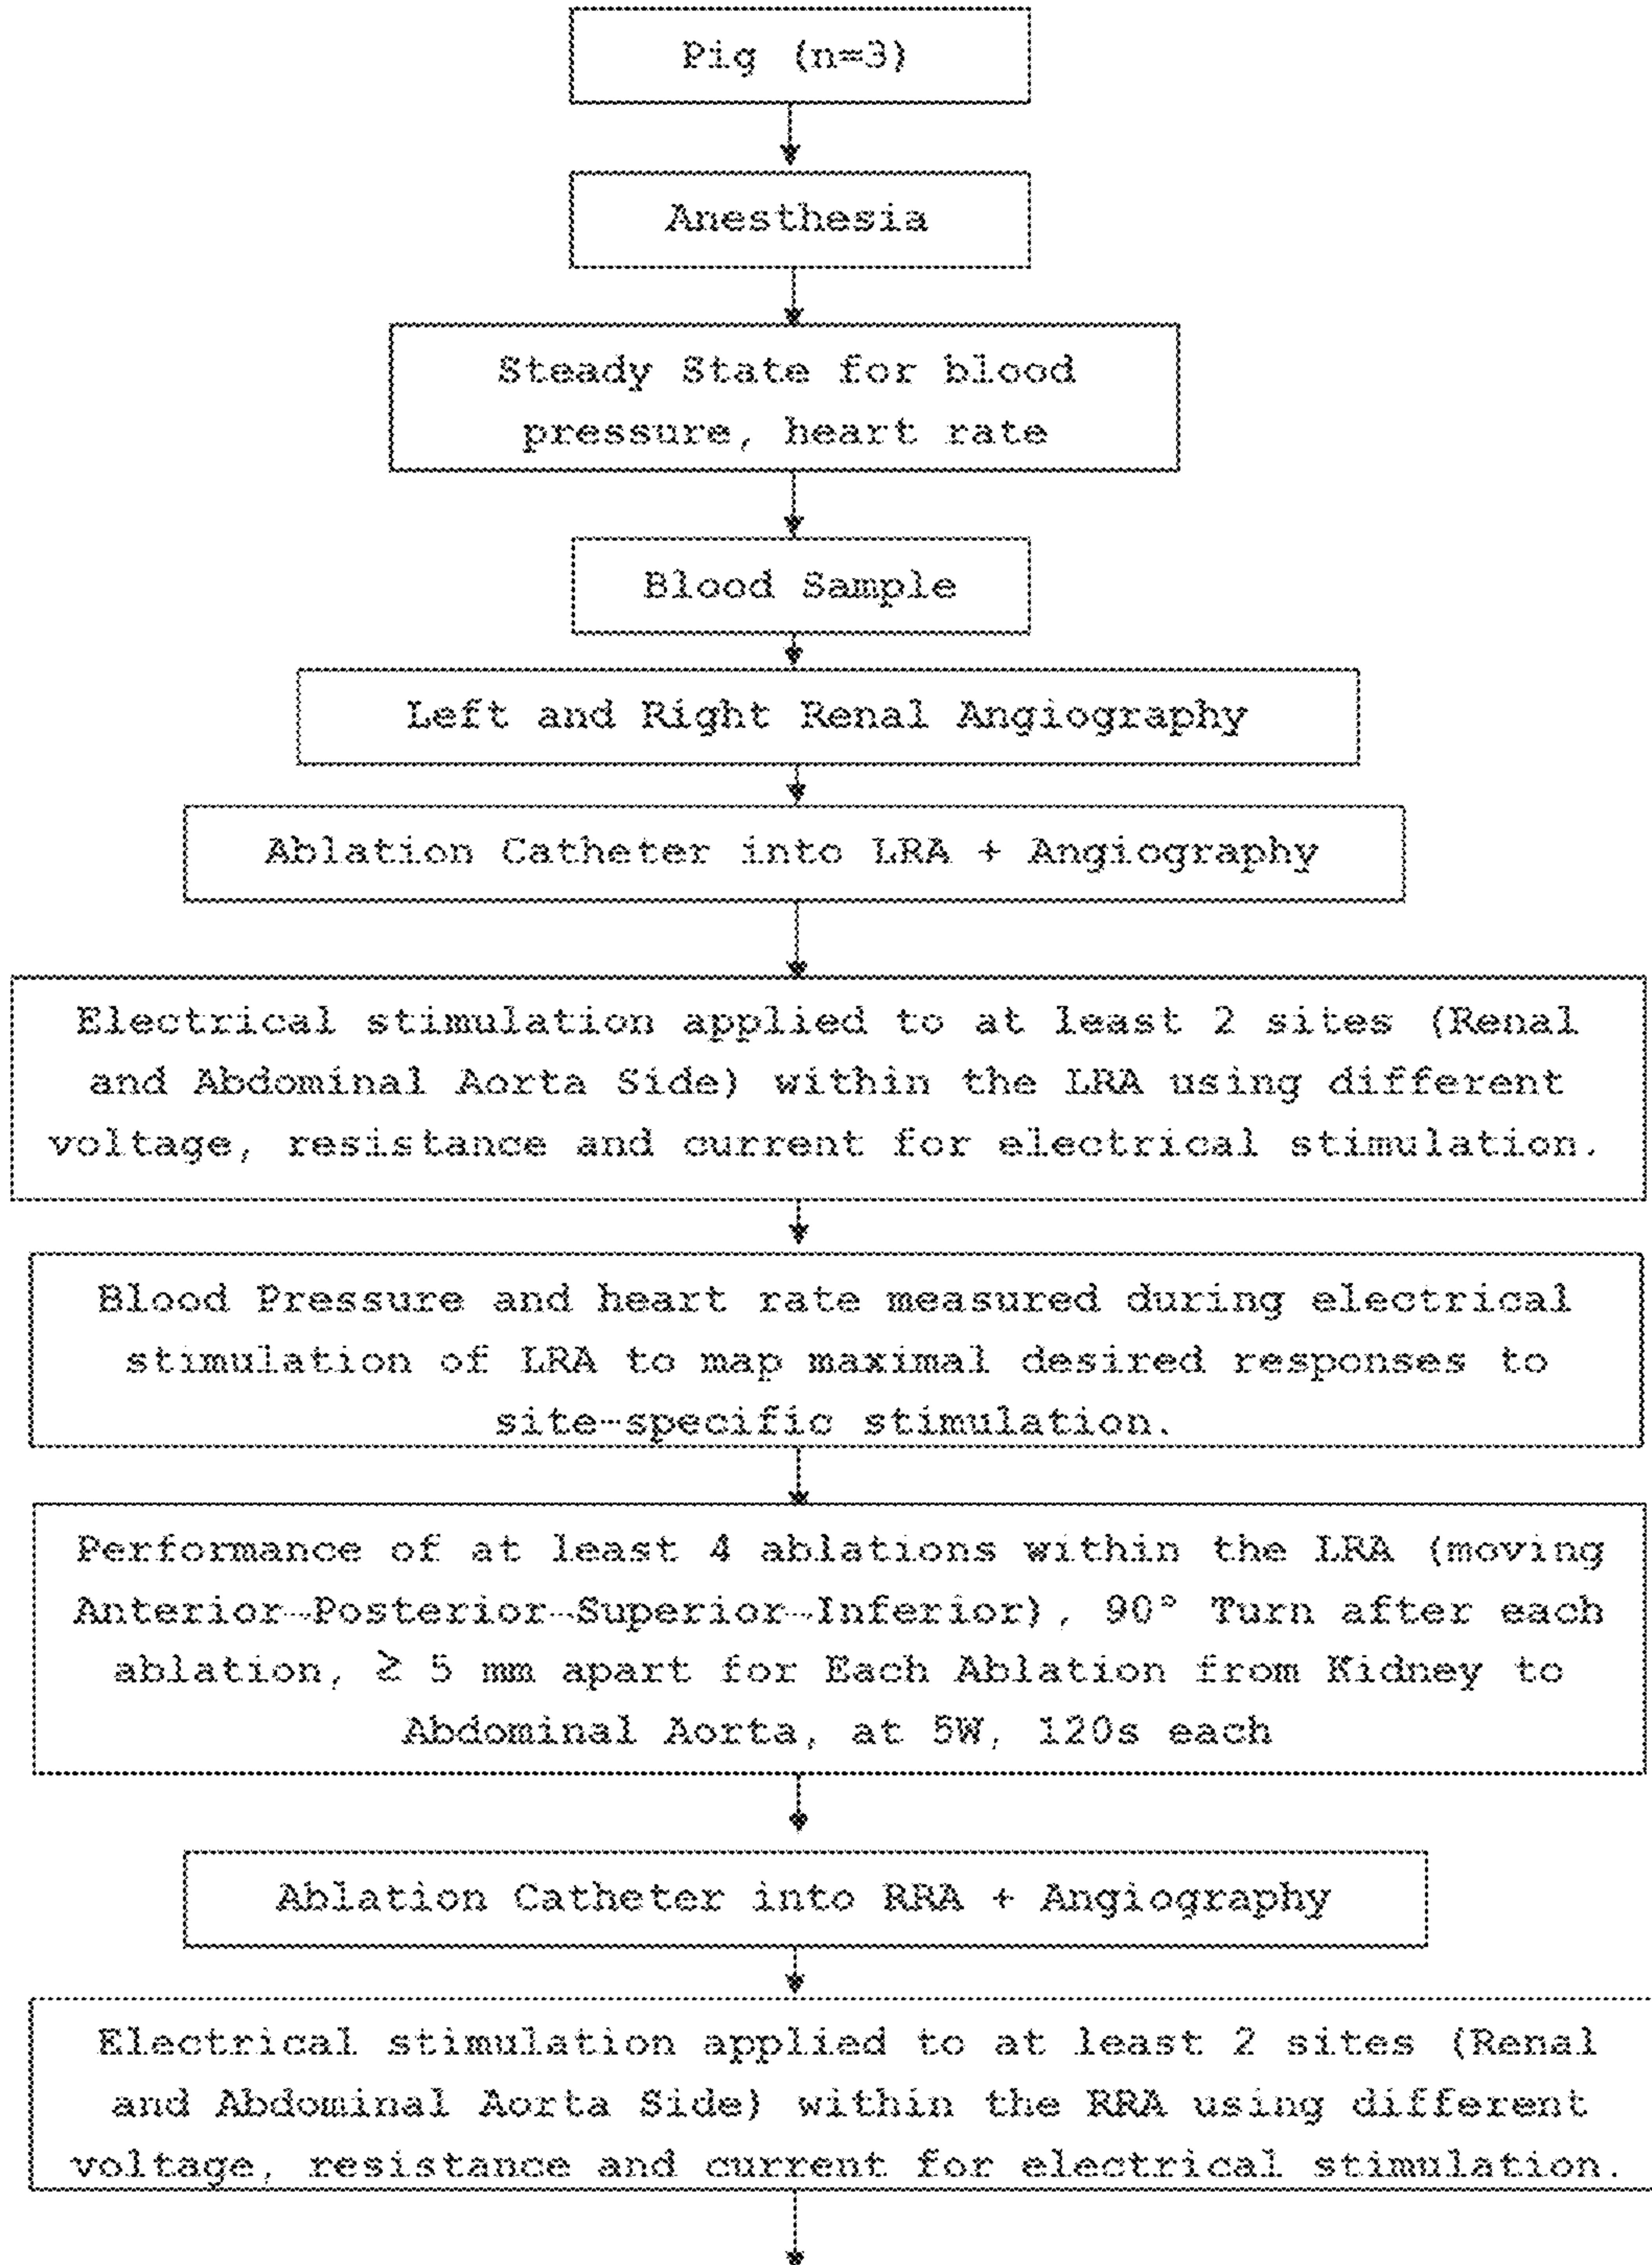 Pig (n=3)
Anesthesia
Steady State for blood
pressure, heart rate
Blood Sample
Left and Right Renal Angiography
Ablation Catheter into LRA + Angiography
Electrical stimulation applied to at least 2 sites (Renal
and Abdominal Aorta Side) within the LRA using different
voltage, resistance and current for electrical stimulation.
Blood Pressure and heart rate measured during electrical
stimulation of LRA to map maximal desired responses to
site-specific stimulation.
Performance of at least 4 ablations within the LRA (moving
Anterior-Posterior-Superior-Inferior), 90° Turn after each
ablation, ≥ 5 mm apart for Each Ablation from Kidney to
Abdominal Aorta, at 5W, 120s each
Ablation Catheter into RRA + Angiography
Electrical stimulation applied to at least 2 sites (Renal
and Abdominal Aorta Side) within the RRA using different
voltage, resistance and current for electrical stimulation.